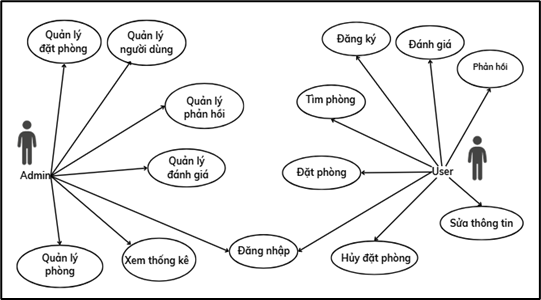 Quản lý
đặt phòng
Quản lý
người dùng
Đăng ký
Đánh giá
Phản hồi
Quản lý
phản hồi
Tìm phòng
Quản lý
đánh giá
Đặt phòng
Admin
User
Sửa thông tin
Quản lý
phòng
Xem thống kê
Đăng nhập
Hủy đặt phòng